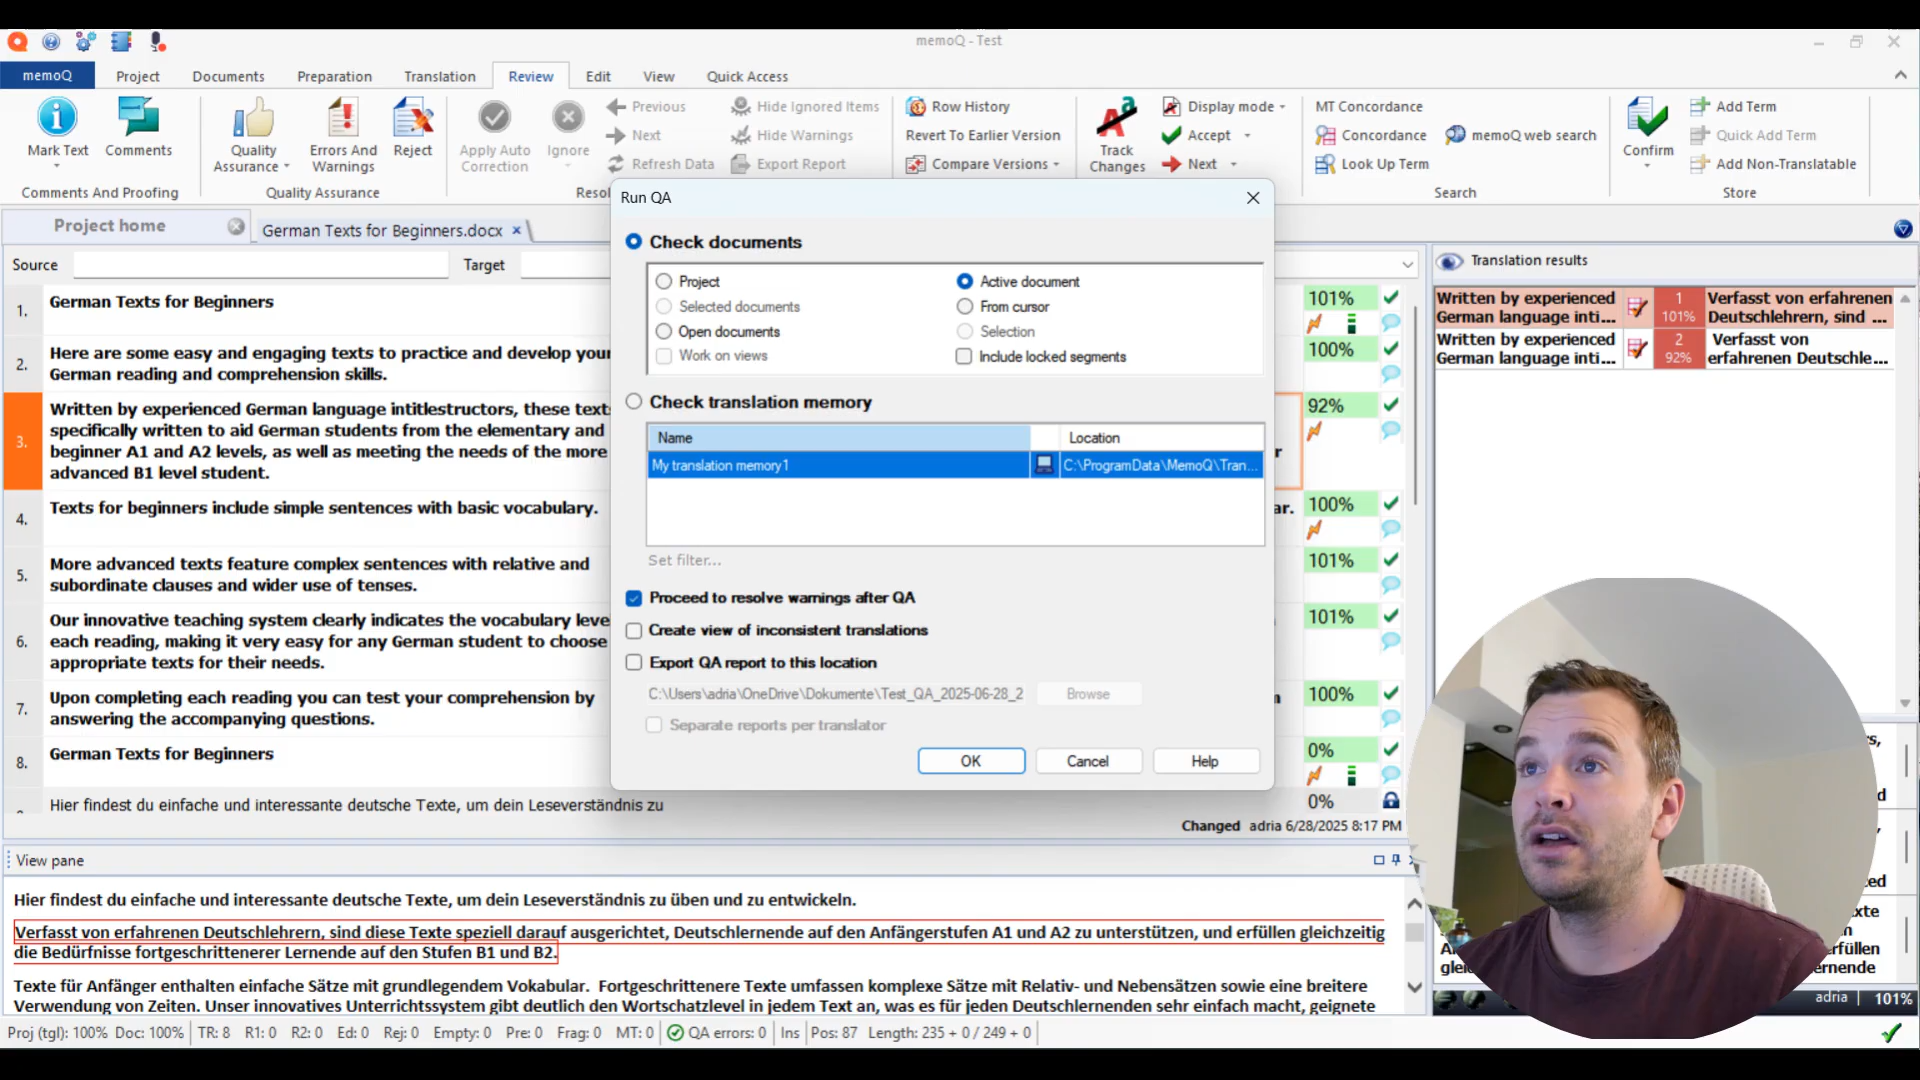 memoQ - Test
memoQ Project Documents Preparation Translation Review Edit View Quick Access
Mark Text
Comments
Comments And Proofing
Quality Assurance
Errors And Warnings
Reject
Quality Assurance
Apply Auto Correction
Ignore
Previous
Next
Refresh Data
Hide Ignored Items
Hide Warnings
Export Report
Row History
Revert To Earlier Version
Compare Versions
Track Changes
Display mode
Accept
Next
MT Concordance
Concordance
memoQ web search
Look Up Term
Search
Confirm
Add Term
Quick Add Term
Add Non-Translatable
Store
Project home
German Texts for Beginners.docx
Source
Target
1. German Texts for Beginners
2. Here are some easy and engaging texts to practice and develop your
German reading and comprehension skills.
3. Written by experienced German language intitlestructors, these texts
specifically written to aid German students from the elementary and
beginner A1 and A2 levels, as well as meeting the needs of the more
advanced B1 level student.
4. Texts for beginners include simple sentences with basic vocabulary.
5. More advanced texts feature complex sentences with relative and
subordinate clauses and wider use of tenses.
6. Our innovative teaching system clearly indicates the vocabulary
each reading, making it very easy for any German student to choose
appropriate texts for their needs.
7. Upon completing each reading you can test your comprehension by
answering the accompanying questions.
8. German Texts for Beginners
Hier findest du einfache und interessante deutsche Texte, um dein Leseverständnis zu
101%
100%
92%
ar. 100%
101%
101%
100%
0%
0%
Changed adria 6/28/2025 8:17 PM
Run QA
Check documents
Project
Active document
Selected documents
From cursor
Open documents
Selection
Work on views
Include locked segments
Check translation memory
Name
Location
My translation memory1
C:\ProgramData\MemoQ\Tran...
Set filter...
Proceed to resolve warnings after QA
Create view of inconsistent translations
Export QA report to this location
C:\Users\adria\OneDrive\Dokumente\Test_QA_2025-06-28_2
Browse
Separate reports per translator
OK
Cancel
Help
Translation results
Written by experienced
German language inti...
1
101%
Verfasst von erfahrenen
Deutschlehrern, sind ...
Written by experienced
German language inti...
2
92%
Verfasst von
erfahrenen Deutschle...
View pane
Hier findest du einfache und interessante deutsche Texte, um dein Leseverständnis zu üben und zu entwickeln.
Verfasst von erfahrenen Deutschlehrern, sind diese Texte speziell darauf ausgerichtet, Deutschlernende auf den Anfängerstufen A1 und A2 zu unterstützen, und erfüllen gleichzeitig
die Bedürfnisse fortgeschrittenerer Lernende auf den Stufen B1 und B2.
Texte für Anfänger enthalten einfache Sätze mit grundlegendem Vokabular. Fortgeschrittenere Texte umfassen komplexe Sätze mit Relativ- und Nebensätzen sowie eine breitere
Verwendung von Zeiten. Unser innovatives Unterrichtssystem gibt deutlich den Wortschatzlevel in jedem Text an, was es für jeden Deutschlernenden sehr einfach macht, geeignete
adria 101%
Proj (tgl): 100% Doc: 100% TR: 8 R1: 0 R2: 0 Ed: 0 Rej: 0 Empty: 0 Pre: 0 Frag: 0 MT: 0 QA errors: 0 Ins Pos: 87 Length: 235 + 0 / 249 + 0